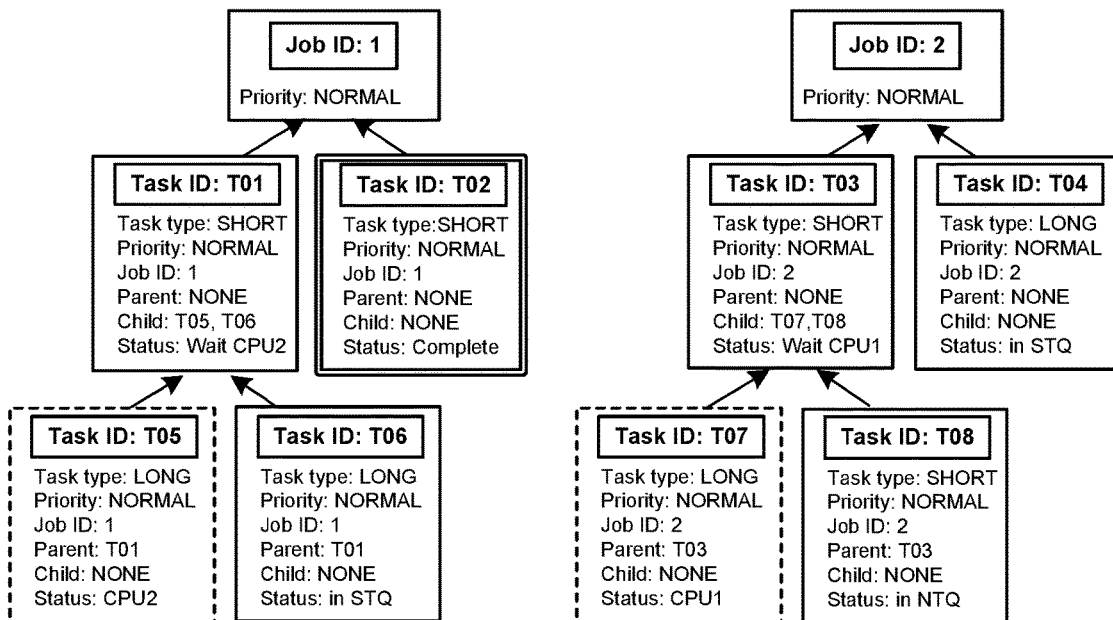 Job ID: 1
Priority: NORMAL
Job ID: 2
Priority: NORMAL
Task ID: T01
Task type: SHORT
Priority: NORMAL
Job ID: 1
Parent: NONE
Child: T05, T06
Status: Wait CPU2
Task ID: T02
Task type:SHORT
Priority: NORMAL
Job ID: 1
Parent: NONE
Child: NONE
Status: Complete
Task ID: T03
Task type: SHORT
Priority: NORMAL
Job ID: 2
Parent: NONE
Child: T07,T08
Status: Wait CPU1
Task ID: T04
Task type: LONG
Priority: NORMAL
Job ID: 2
Parent: NONE
Child: NONE
Status: in STQ
Task ID: T05
Task type: LONG
Priority: NORMAL
Job ID: 1
Parent: T01
Child: NONE
Status: CPU2
Task ID: T06
Task type: LONG
Priority: NORMAL
Job ID: 1
Parent: T01
Child: NONE
Status: in STQ
Task ID: T07
Task type: LONG
Priority: NORMAL
Job ID: 2
Parent: T03
Child: NONE
Status: CPU1
Task ID: T08
Task type: SHORT
Priority: NORMAL
Job ID: 2
Parent: T03
Child: NONE
Status: in NTQ